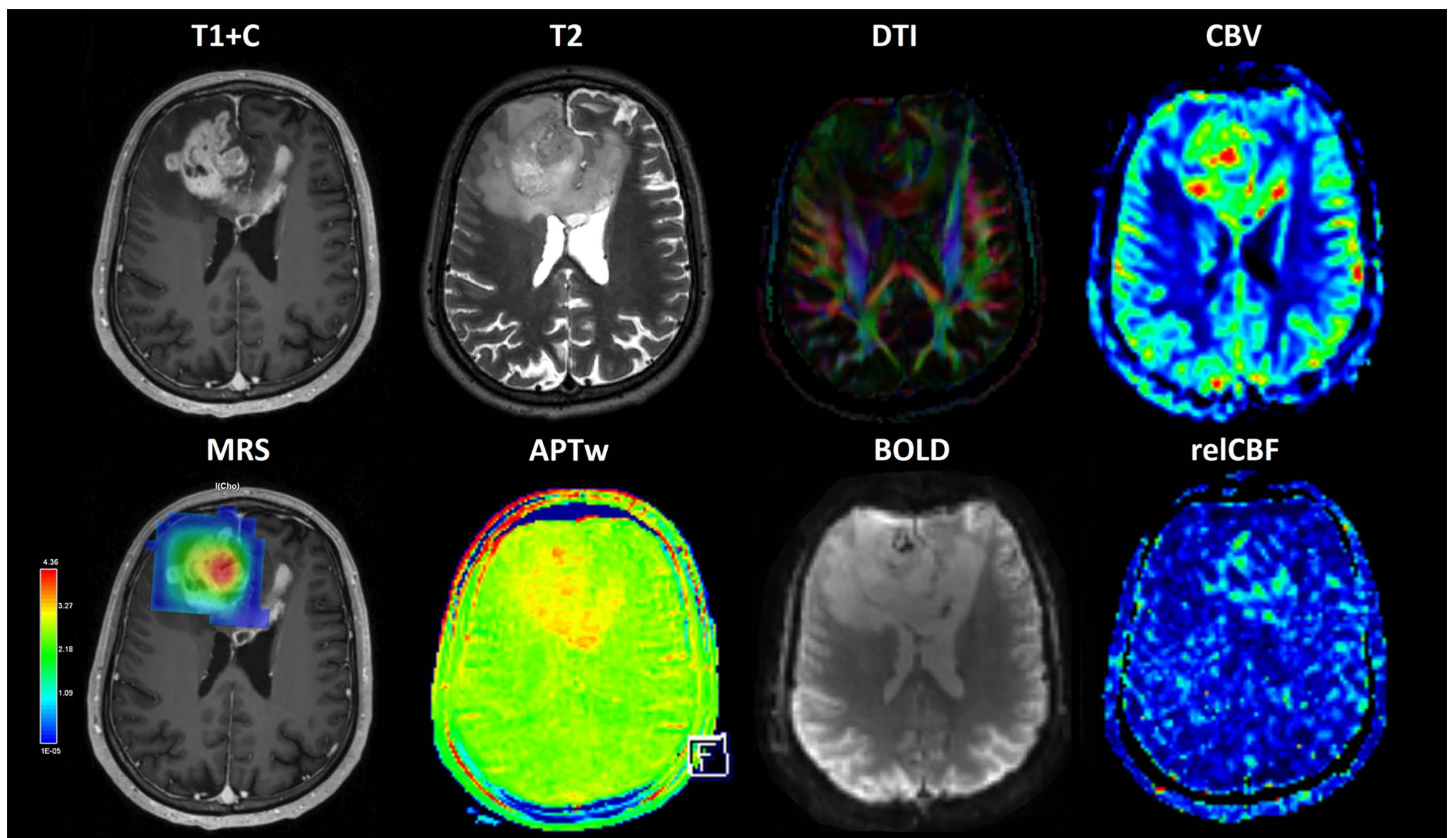 T1+C T2 DTI CBV
MRS APTw BOLD relCBF
I(Cho)
4.36
3.27
2.18
1.09
1E-05
F